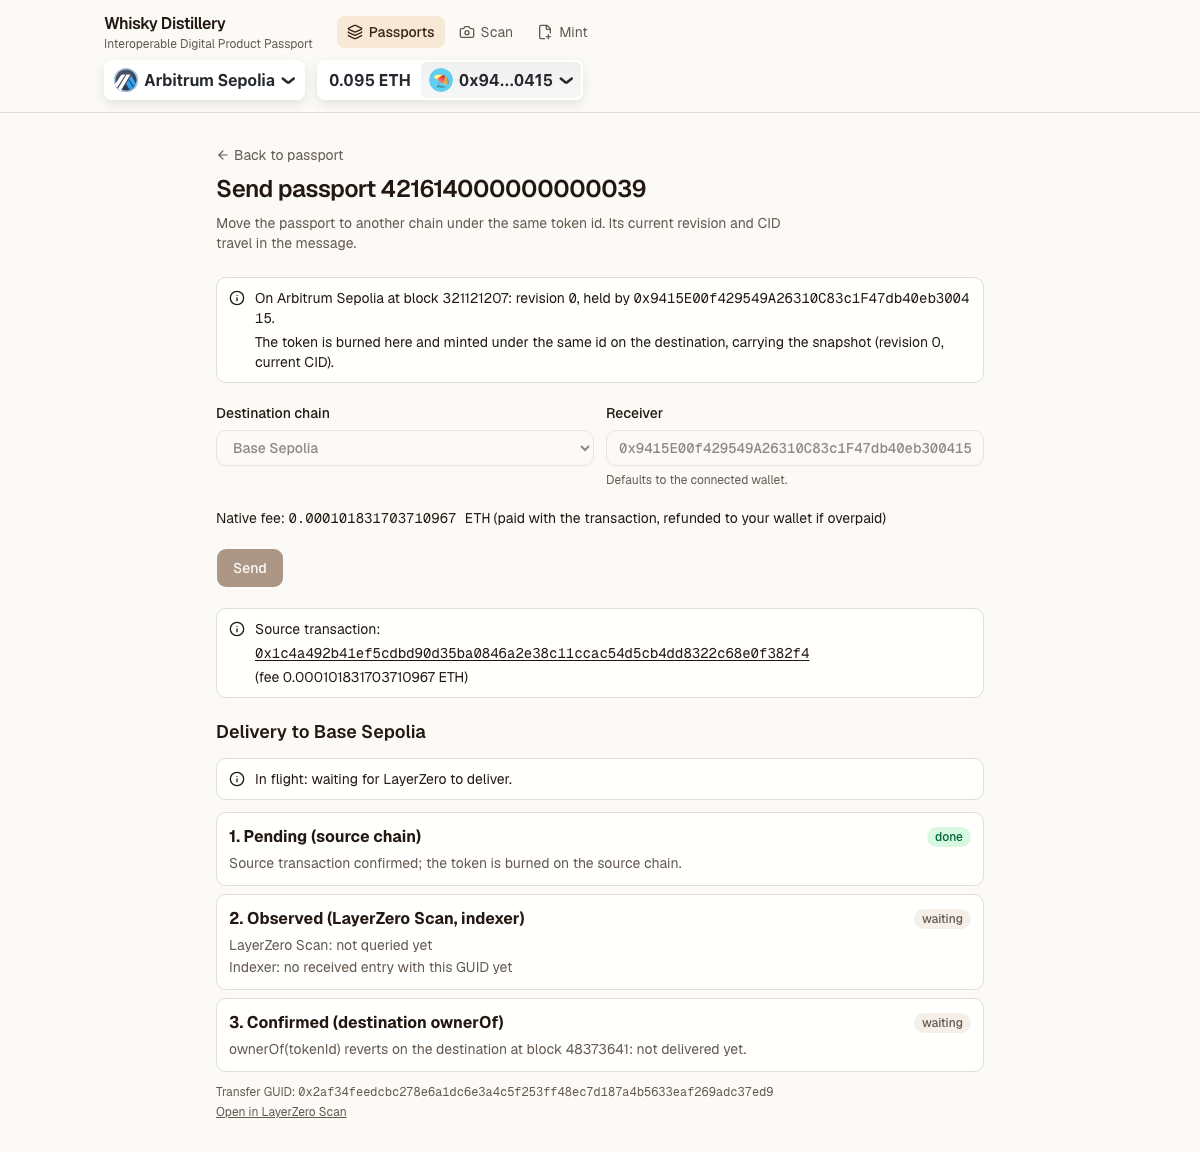 Whisky Distillery
Interoperable Digital Product Passport
Passports
Scan
Mint
Arbitrum Sepolia
0.095 ETH
0x94...0415
Back to passport
Send passport 421614000000000039
Move the passport to another chain under the same token id. Its current revision and CID
travel in the message.
On Arbitrum Sepolia at block 321121207: revision 0, held by 0x9415E00f429549A26310C83c1F47db40eb3004
15.
The token is burned here and minted under the same id on the destination, carrying the snapshot (revision 0,
current CID).
Destination chain
Receiver
Base Sepolia
0x9415E00f429549A26310C83c1F47db40eb300415
Defaults to the connected wallet.
Native fee: 0.000101831703710967 ETH (paid with the transaction, refunded to your wallet if overpaid)
Send
Source transaction:
0x1c4a492b41ef5cdbd90d35ba0846a2e38c11ccac54d5cb4dd8322c68e0f382f4
(fee 0.000101831703710967 ETH)
Delivery to Base Sepolia
In flight: waiting for LayerZero to deliver.
1. Pending (source chain)
done
Source transaction confirmed; the token is burned on the source chain.
2. Observed (LayerZero Scan, indexer)
waiting
LayerZero Scan: not queried yet
Indexer: no received entry with this GUID yet
3. Confirmed (destination ownerOf)
waiting
ownerOf(tokenId) reverts on the destination at block 48373641: not delivered yet.
Transfer GUID: 0x2af34feedcbc278e6a1dc6e3a4c5f253ff48ec7d187a4b5633eaf269adc37ed9
Open in LayerZero Scan